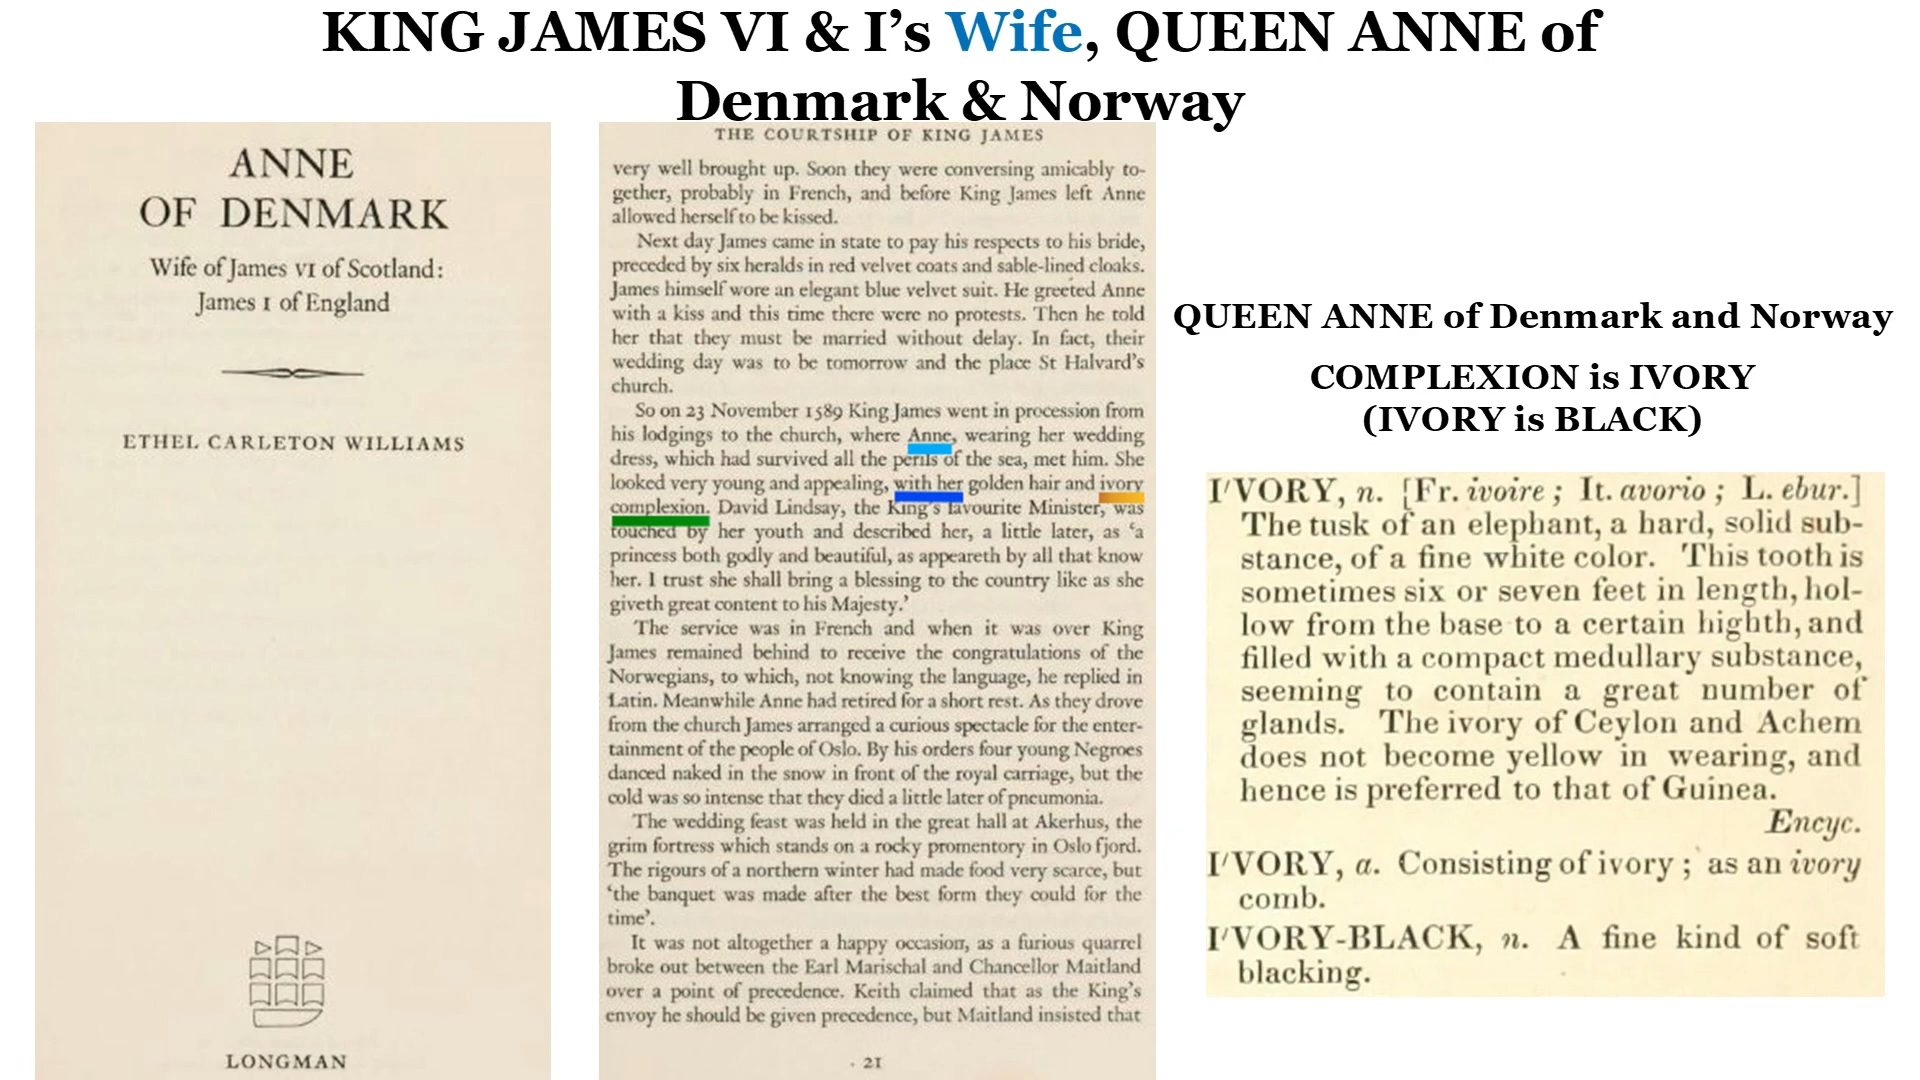 KING JAMES VI & I’s Wife, QUEEN ANNE of
Denmark & Norway
ANNE
OF DENMARK
Wife of James VI of Scotland:
James I of England
ETHEL CARLETON WILLIAMS
LONGMAN
THE COURTSHIP OF KING JAMES
very well brought up. Soon they were conversing amicably to-
gether, probably in French, and before King James left Anne
allowed herself to be kissed.
Next day James came in state to pay his respects to his bride,
preceded by six heralds in red velvet coats and sable-lined cloaks.
James himself wore an elegant blue velvet suit. He greeted Anne
with a kiss and this time there were no protests. Then he told
her that they must be married without delay. In fact, their
wedding day was to be tomorrow and the place St Halvard’s
church.
So on 23 November 1589 King James went in procession from
his lodgings to the church, where Anne, wearing her wedding
dress, which had survived all the perils of the sea, met him. She
looked very young and appealing, with her golden hair and ivory
complexion. David Lindsay, the King’s favourite Minister, was
touched by her youth and described her, a little later, as ‘a
princess both godly and beautiful, as appeareth by all that know
her. I trust she shall bring a blessing to the country like as she
giveth great content to his Majesty.’
The service was in French and when it was over King
James remained behind to receive the congratulations of the
Norwegians, to which, not knowing the language, he replied in
Latin. Meanwhile Anne had retired for a short rest. As they drove
from the church James arranged a curious spectacle for the enter-
tainment of the people of Oslo. By his orders four young Negroes
danced naked in the snow in front of the royal carriage, but the
cold was so intense that they died a little later of pneumonia.
The wedding feast was held in the great hall at Akerhus, the
grim fortress which stands on a rocky promontory in Oslo fjord.
The rigours of a northern winter had made food very scarce, but
‘the banquet was made after the best form they could for the
time’.
It was not altogether a happy occasion, as a furious quarrel
broke out between the Earl Marischal and Chancellor Maitland
over a point of precedence. Keith claimed that as the King’s
envoy he should be given precedence, but Maitland insisted that
21
QUEEN ANNE of Denmark and Norway
COMPLEXION is IVORY
(IVORY is BLACK)
I'VORY, n. [Fr. ivoire; It. avorio; L. ebur.]
The tusk of an elephant, a hard, solid sub-
stance, of a fine white color. This tooth is
sometimes six or seven feet in length, hol-
low from the base to a certain highth, and
filled with a compact medullary substance,
seeming to contain a great number of
glands. The ivory of Ceylon and Achem
does not become yellow in wearing, and
hence is preferred to that of Guinea.
Encyc.
I'VORY, a. Consisting of ivory; as an ivory
comb.
I'VORY-BLACK, n. A fine kind of soft
blacking.